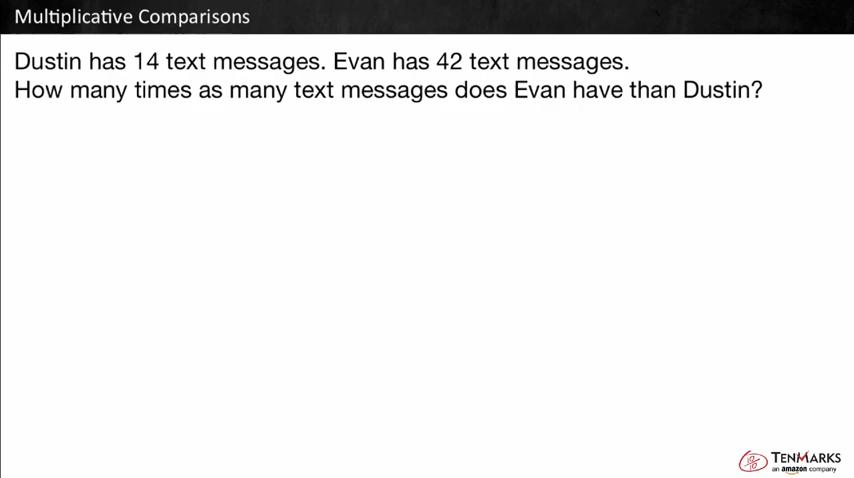 Multiplicative Comparisons
Dustin has 14 text messages. Evan has 42 text messages.
How many times as many text messages does Evan have than Dustin?
TENMARKS
an amazon company